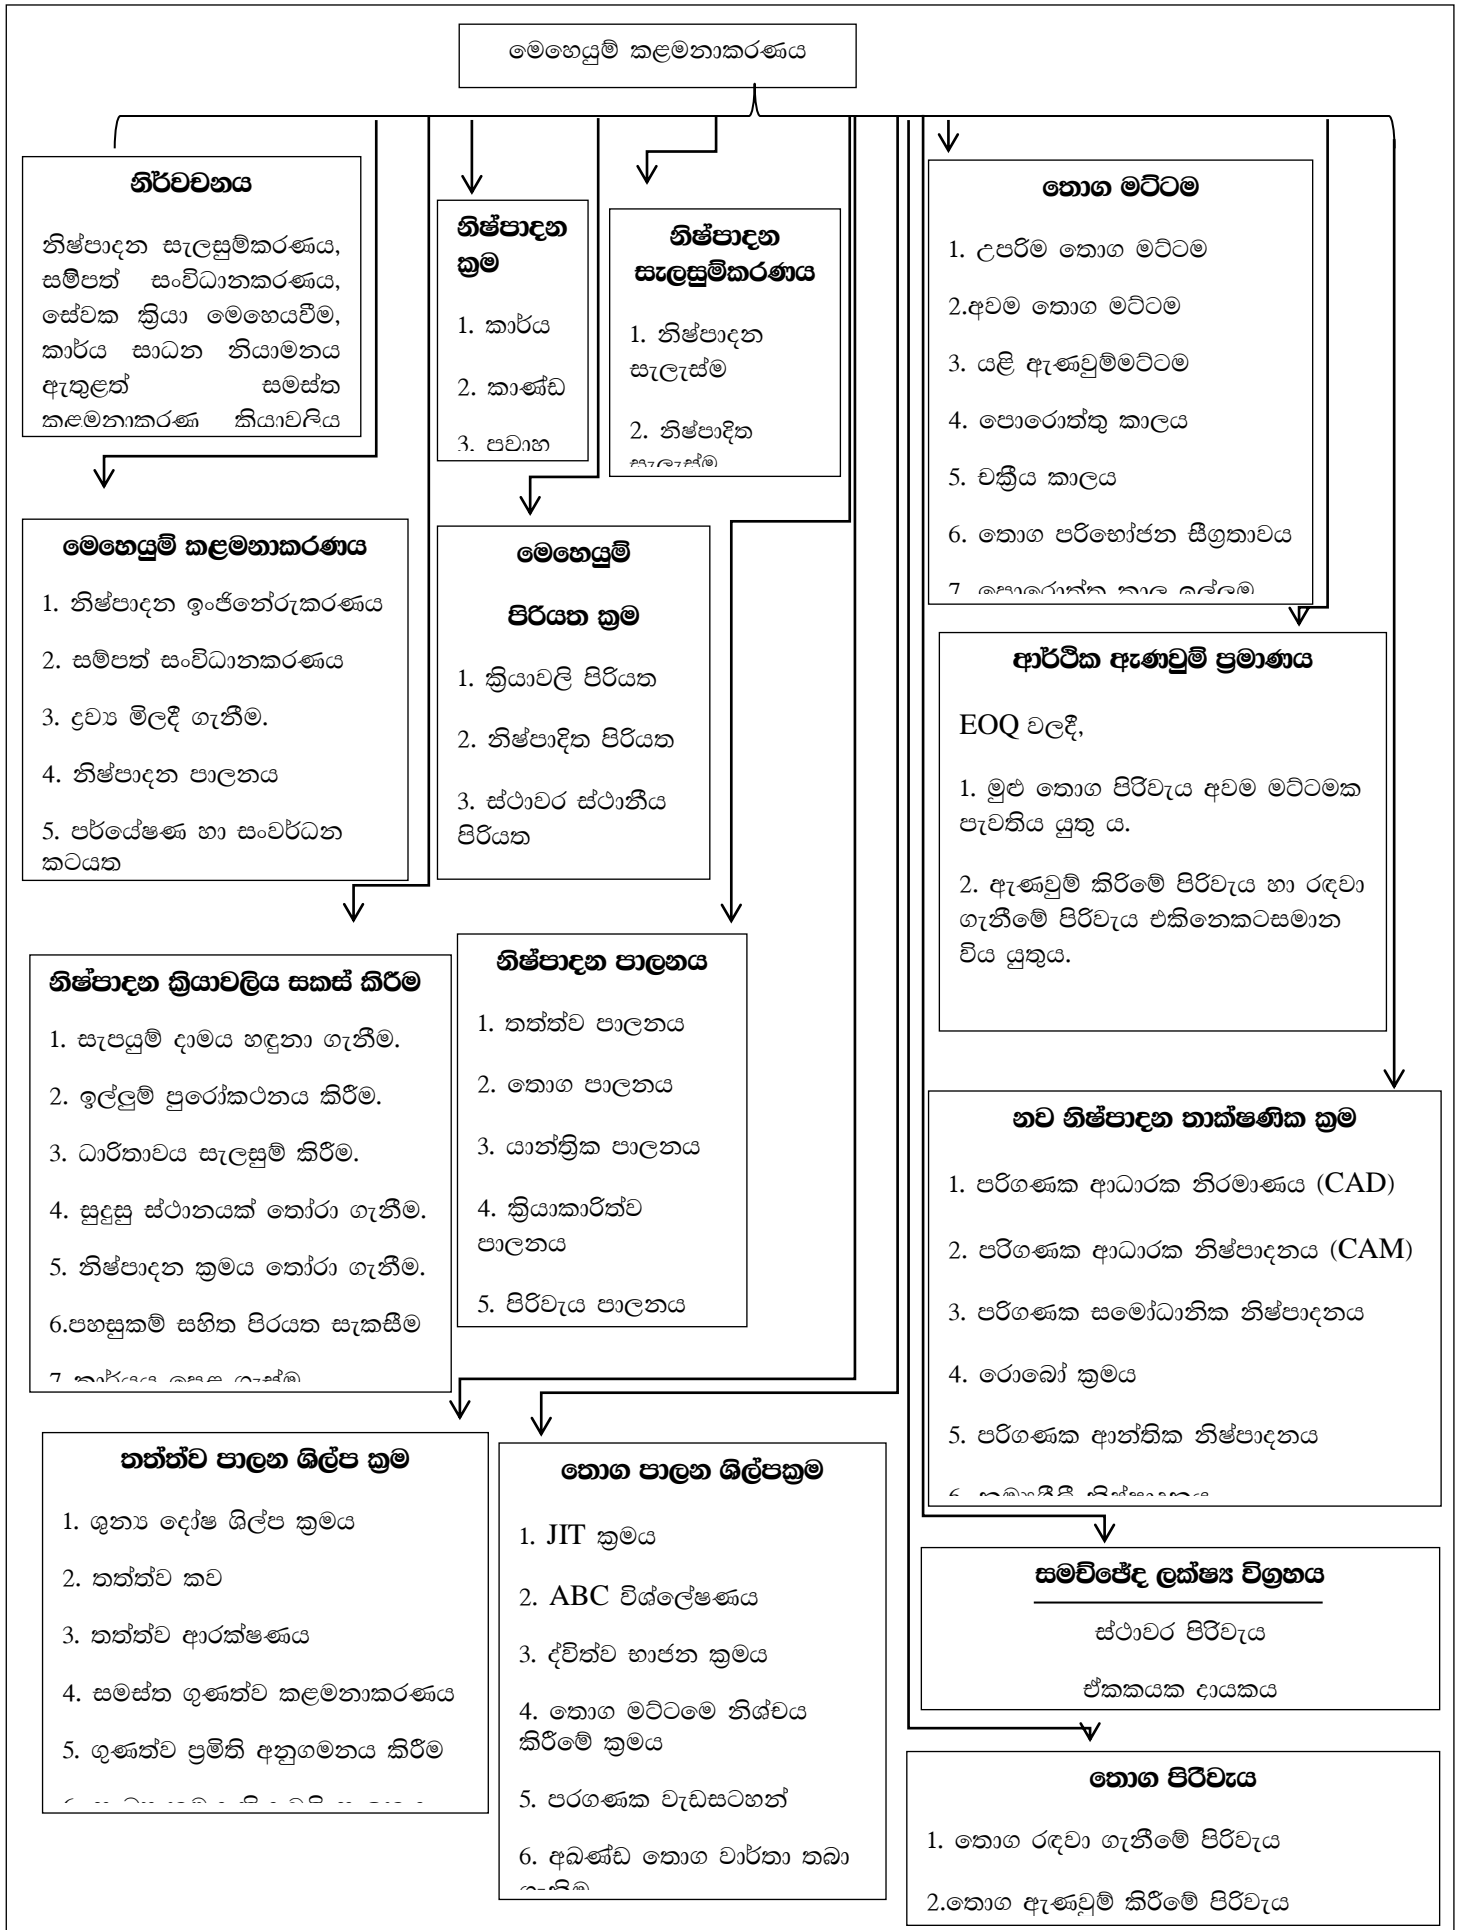 මෙහෙයුම් කළමනාකරණය
නිර්වචනය
නිෂ්පාදන සැලසුම්කරණය,
සම්පත් සංවිධානකරණය,
සේවක ක්‍රියා මෙහෙයවීම,
කාර්ය සාධන නියාමනය
ඇතුළත් සමස්ත
කළමනාකරණ ක්‍රියාවලිය
නිෂ්පාදන
ක්‍රම
1. කාර්ය
2. කාණ්ඩ
3. පවාහ
නිෂ්පාදන
සැලසුම්කරණය
1. නිෂ්පාදන
සැලැස්ම
2. නිෂ්පාදිත
සැලැස්ම
තොග මට්ටම
1. උපරිම තොග මට්ටම
2.අවම තොග මට්ටම
3. යළි ඇණවුම්මට්ටම
4. පොරොත්තු කාලය
5. චක්‍රීය කාලය
6. තොග පරිභෝජන සීග්‍රතාවය
7. පොරොත්තු කාල ඉල්ලුම
මෙහෙයුම් කළමනාකරණය
1. නිෂ්පාදන ඉංජිනේරුකරණය
2. සම්පත් සංවිධානකරණය
3. ද්‍රව්‍ය මිලදී ගැනීම.
4. නිෂ්පාදන පාලනය
5. පර්යේෂණ හා සංවර්ධන
කටයුතු
මෙහෙයුම්
පිරියත ක්‍රම
1. ක්‍රියාවලි පිරියත
2. නිෂ්පාදිත පිරියත
3. ස්ථාවර ස්ථානීය
පිරියත
ආර්ථික ඇණවුම් ප්‍රමාණය
EOQ වලදී,
1. මුළු තොග පිරිවැය අවම මට්ටමක
පැවතිය යුතු ය.
2. ඇණවුම් කිරිමේ පිරිවැය හා රඳවා
ගැනීමේ පිරිවැය එකිනෙකටසමාන
විය යුතුය.
නිෂ්පාදන ක්‍රියාවලිය සකස් කිරීම
1. සැපයුම් දාමය හඳුනා ගැනීම.
2. ඉල්ලුම් පුරෝකථනය කිරීම.
3. ධාරිතාවය සැලසුම් කිරීම.
4. සුදුසු ස්ථානයක් තෝරා ගැනීම.
5. නිෂ්පාදන ක්‍රමය තෝරා ගැනීම.
6.පහසුකම් සහිත පිරයත සැකසීම
7. කාර්යය පෙළ ගැස්ම
නිෂ්පාදන පාලනය
1. තත්ත්ව පාලනය
2. තොග පාලනය
3. යාන්ත්‍රික පාලනය
4. ක්‍රියාකාරිත්ව
පාලනය
5. පිරිවැය පාලනය
නව නිෂ්පාදන තාක්ෂණික ක්‍රම
1. පරිගණක ආධාරක නිරමාණය (CAD)
2. පරිගණක ආධාරක නිෂ්පාදනය (CAM)
3. පරිගණක සමෝධානික නිෂ්පාදනය
4. රොබෝ ක්‍රමය
5. පරිගණක ආන්තික නිෂ්පාදනය
තත්ත්ව පාලන ශිල්ප ක්‍රම
1. ශුන්‍ය දෝෂ ශිල්ප ක්‍රමය
2. තත්ත්ව කව
3. තත්ත්ව ආරක්ෂණය
4. සමස්ත ගුණත්ව කළමනාකරණය
5. ගුණත්ව ප්‍රමිති අනුගමනය කිරීම
තොග පාලන ශිල්පක්‍රම
1. JIT ක්‍රමය
2. ABC විශ්ලේෂණය
3. ද්විත්ව භාජන ක්‍රමය
4. තොග මට්ටමෙ නිශ්චය
කිරීමේ ක්‍රමය
5. පරගණක වැඩසටහන්
6. අඛණ්ඩ තොග වාර්තා තබා
සමච්ඡේද ලක්ෂ්‍ය විග්‍රහය
ස්ථාවර පිරිවැය
ඒකකයක දායකය
තොග පිරිවැය
1. තොග රඳවා ගැනීමේ පිරිවැය
2.තොග ඇණවුම් කිරීමේ පිරිවැය